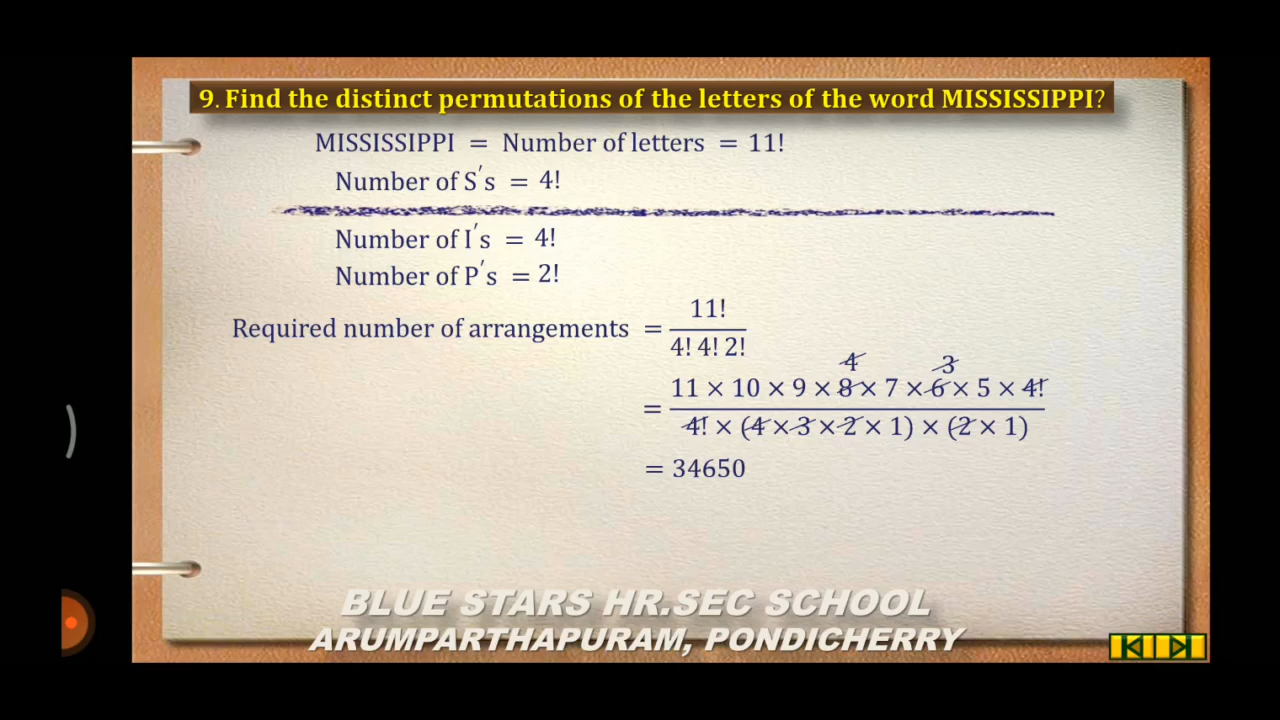 9. Find the distinct permutations of the letters of the word MISSISSIPPI?
MISSISSIPPI = Number of letters = 11!
Number of S's = 4!
Number of I's = 4!
Number of P's = 2!
Required number of arrangements = 11! / 4! 4! 2!
4 3
= 11 × 10 × 9 × 8 × 7 × 6 × 5 × 4! / 4! × (4 × 3 × 2 × 1) × (2 × 1)
= 34650
BLUE STARS HR.SEC SCHOOL
ARUMPARTHAPURAM, PONDICHERRY